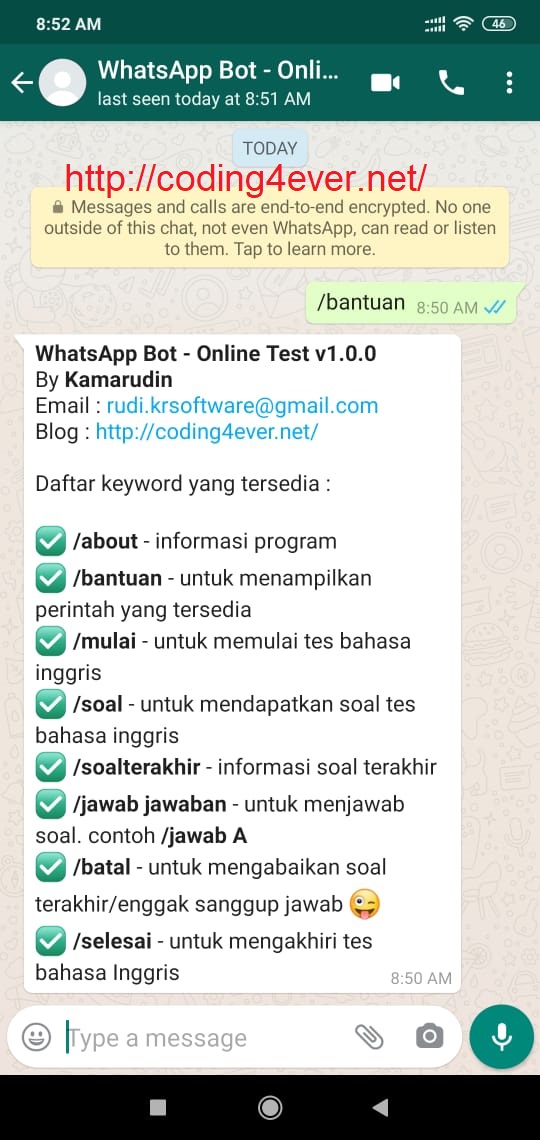 8:52 AM
46
WhatsApp Bot - Onli...
last seen today at 8:51 AM
TODAY
http://coding4ever.net/
Messages and calls are end-to-end encrypted. No one
outside of this chat, not even WhatsApp, can read or listen
to them. Tap to learn more.
/bantuan 8:50 AM
WhatsApp Bot - Online Test v1.0.0
By Kamarudin
Email : rudi.krsoftware@gmail.com
Blog : http://coding4ever.net/
Daftar keyword yang tersedia :
✅ /about - informasi program
✅ /bantuan - untuk menampilkan
perintah yang tersedia
✅ /mulai - untuk memulai tes bahasa
inggris
✅ /soal - untuk mendapatkan soal tes
bahasa inggris
✅ /soalterakhir - informasi soal terakhir
✅ /jawab jawaban - untuk menjawab
soal. contoh /jawab A
✅ /batal - untuk mengabaikan soal
terakhir/enggak sanggup jawab 😜
✅ /selesai - untuk mengakhiri tes
bahasa Inggris
8:50 AM
Type a message